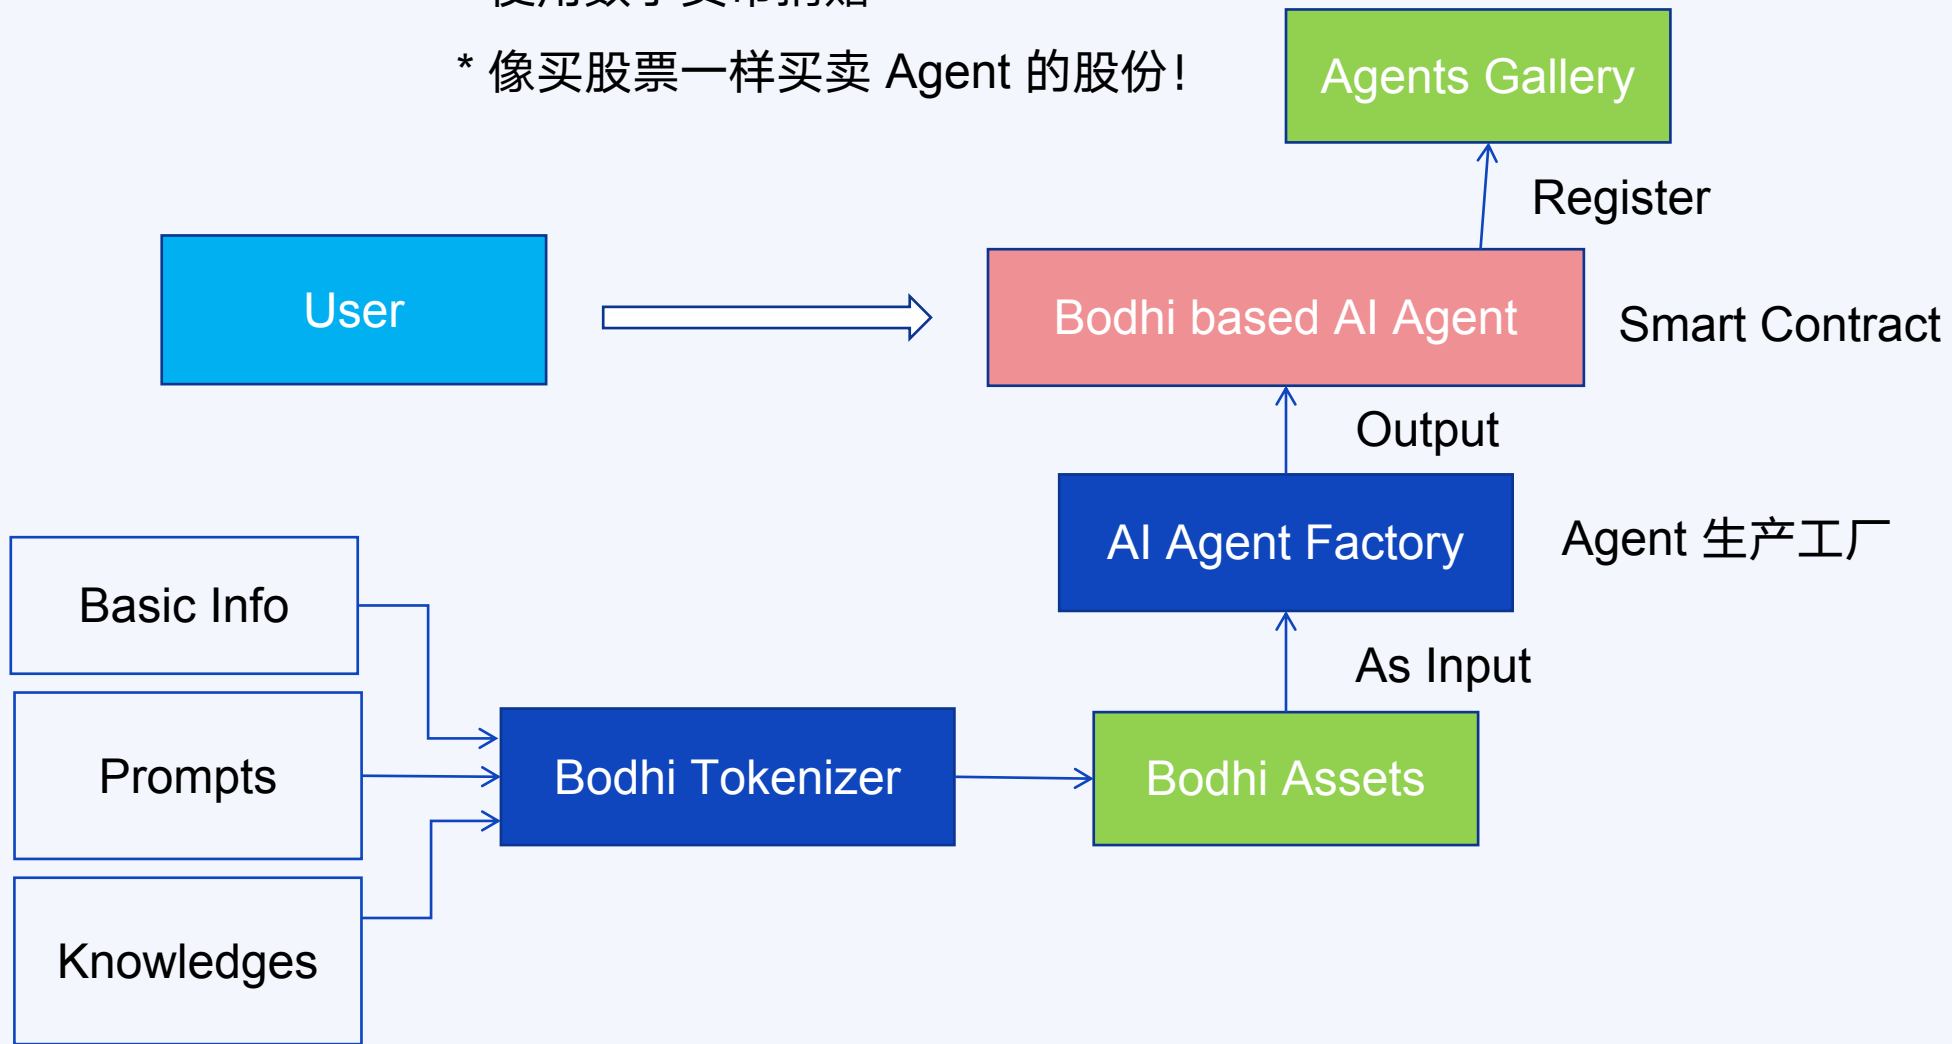 * 像买股票一样买卖 Agent 的股份！
Agents Gallery
Register
User
Bodhi based AI Agent
Smart Contract
Output
AI Agent Factory
Agent 生产工厂
Basic Info
As Input
Prompts
Bodhi Tokenizer
Bodhi Assets
Knowledges